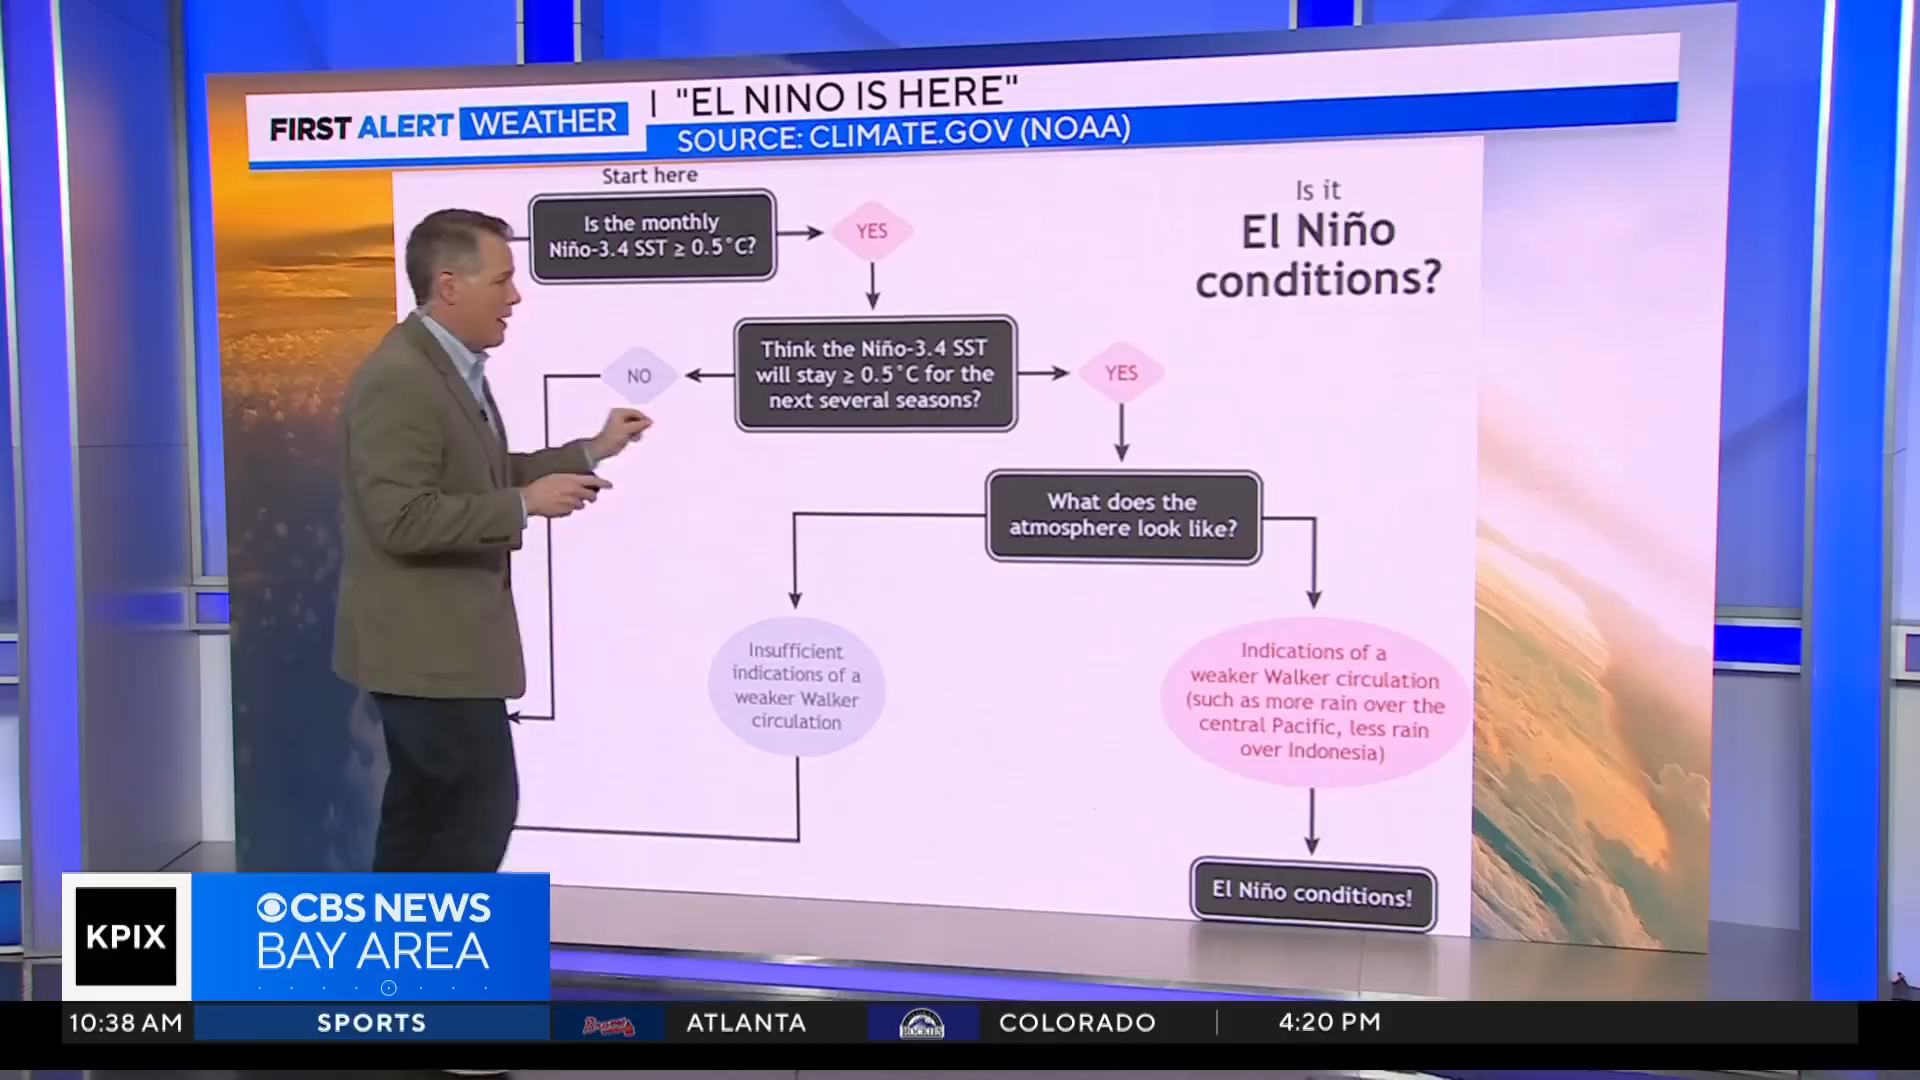 FIRST ALERT WEATHER
"EL NINO IS HERE"
SOURCE: CLIMATE.GOV (NOAA)
Start here
Is the monthly
Niño-3.4 SST ≥ 0.5°C?
YES
Is it
El Niño
conditions?
Think the Niño-3.4 SST
will stay ≥ 0.5°C for the
next several seasons?
NO
YES
What does the
atmosphere look like?
Insufficient
indications of a
weaker Walker
circulation
Indications of a
weaker Walker circulation
(such as more rain over the
central Pacific, less rain
over Indonesia)
El Niño conditions!
KPIX
CBS NEWS
BAY AREA
10:38 AM SPORTS Braves ATLANTA ROCKIES COLORADO 4:20 PM